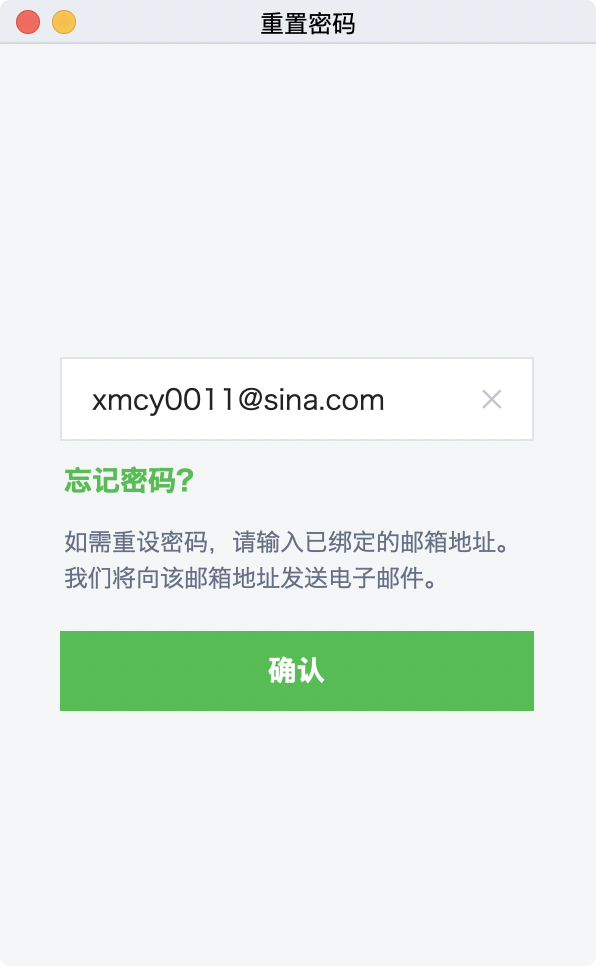 重置密码
xmcy0011@sina.com
忘记密码?
如需重设密码，请输入已绑定的邮箱地址。
我们将向该邮箱地址发送电子邮件。
确认